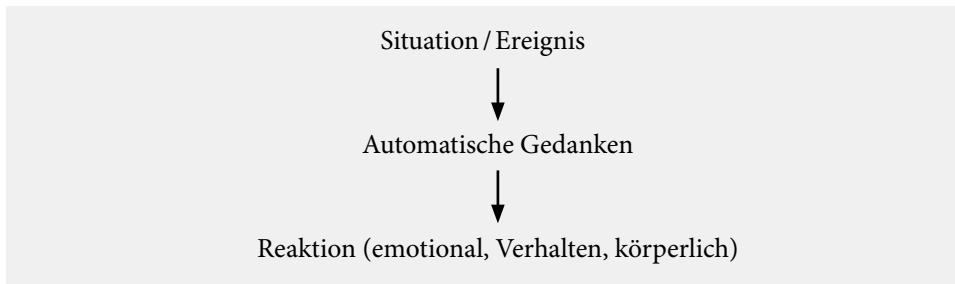 Situation / Ereignis
Automatische Gedanken
Reaktion (emotional, Verhalten, körperlich)